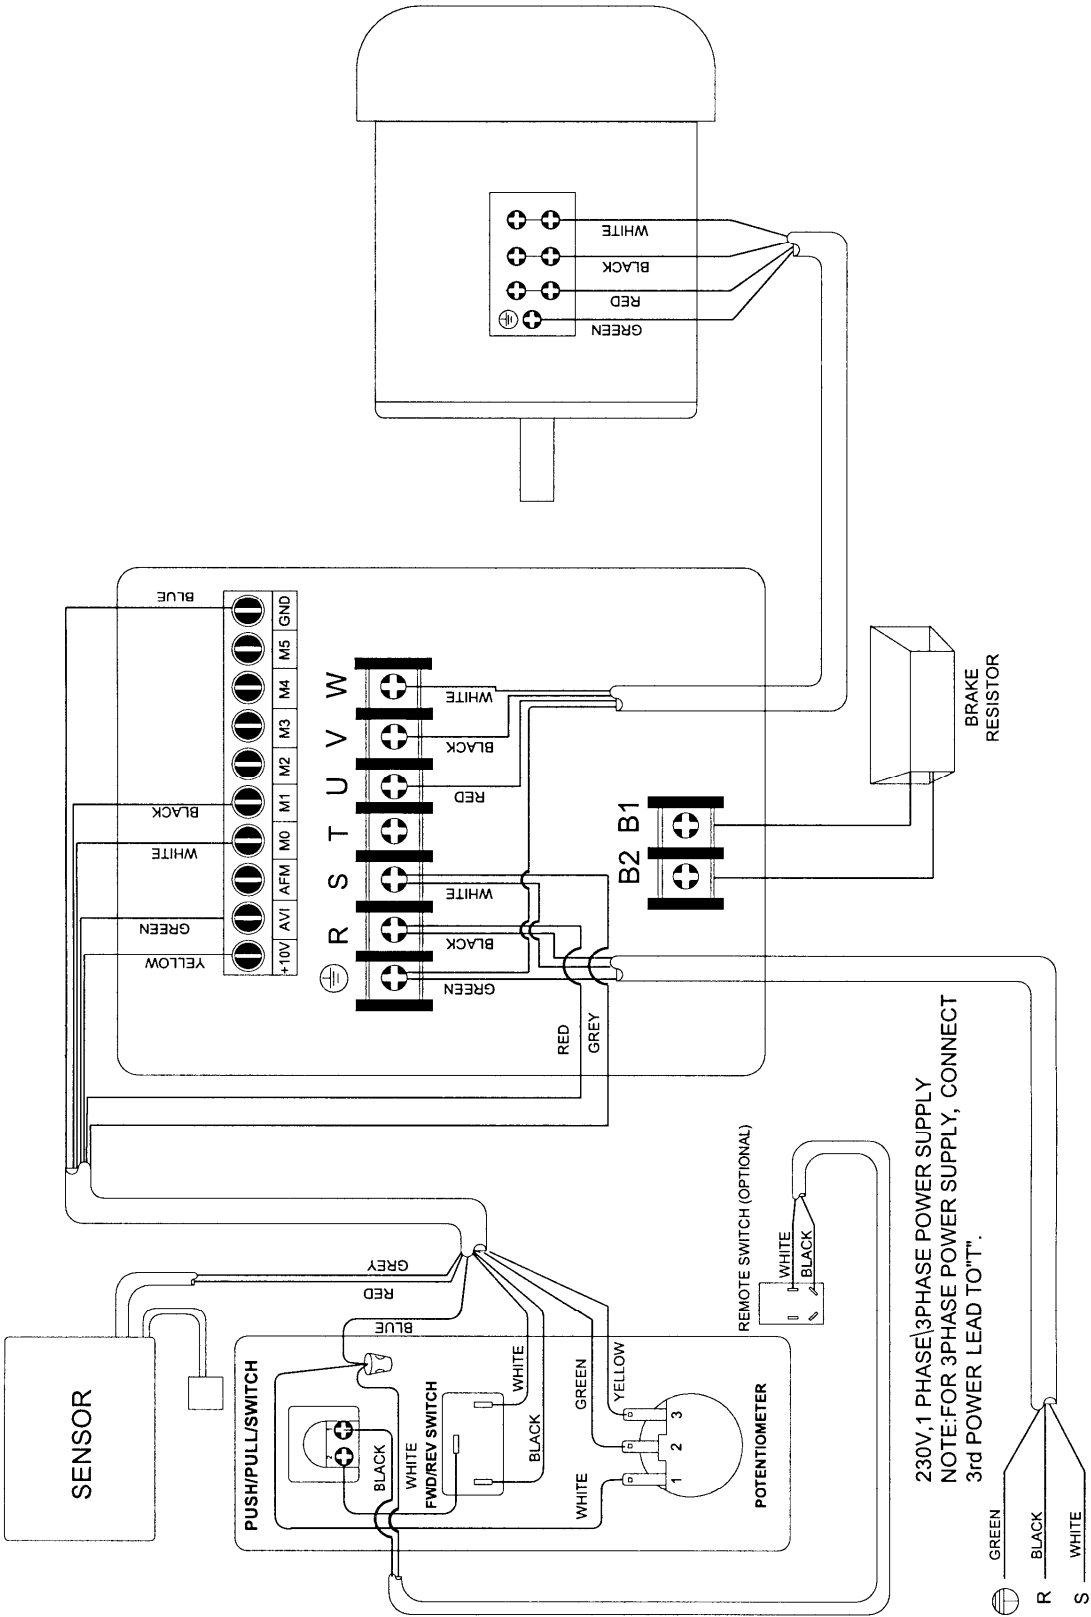 WHITE
BLACK
RED
GREEN
BLUE
GND
M5
M4
M3
M2
M1
M0
AFM
AVI
+10V
BLACK
WHITE
GREEN
YELLOW
W
V
U
T
S
R
WHITE
BLACK
RED
WHITE
BLACK
GREEN
B1
B2
BRAKE
RESISTOR
RED
GREY
SENSOR
GREY
RED
BLUE
PUSH/PULL/SWITCH
BLACK
WHITE
FWD/REV SWITCH
WHITE
BLACK
GREEN
YELLOW
WHITE
1
2
3
POTENTIOMETER
REMOTE SWITCH (OPTIONAL)
WHITE
BLACK
230V,1 PHASE\3PHASE POWER SUPPLY
NOTE:FOR 3PHASE POWER SUPPLY, CONNECT
3rd POWER LEAD TO"T".
GREEN
R BLACK
S WHITE